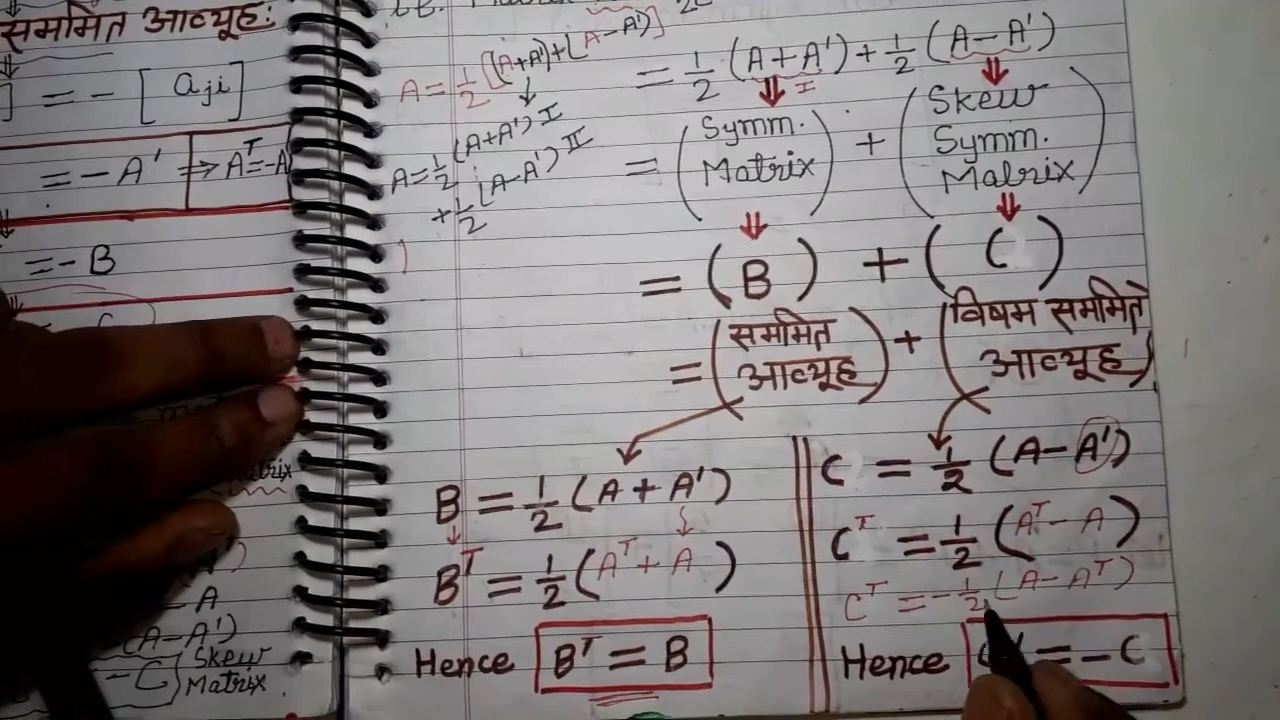 सममित आव्यूह:
] = - [ aji ]
= - A' ⇒ Aᵀ = -A
= - B
- A
(A-A')
- C) Skew
Matrix
A = 1/2 [(A+A') + (A-A')]
A = 1/2 (A+A') I
+ 1/2 (A-A') II
= 1/2 (A+A') + 1/2 (A-A')
I
= (Symm. Matrix) + (Skew Symm. Matrix)
= (B) + (C)
= (सममित आव्यूह) + (विषम सममित आव्यूह)
B = 1/2 (A + A')
Bᵀ = 1/2 (Aᵀ + A)
Hence Bᵀ = B
C = 1/2 (A - A')
Cᵀ = 1/2 (Aᵀ - A)
Cᵀ = - 1/2 (A - Aᵀ)
Hence = - C